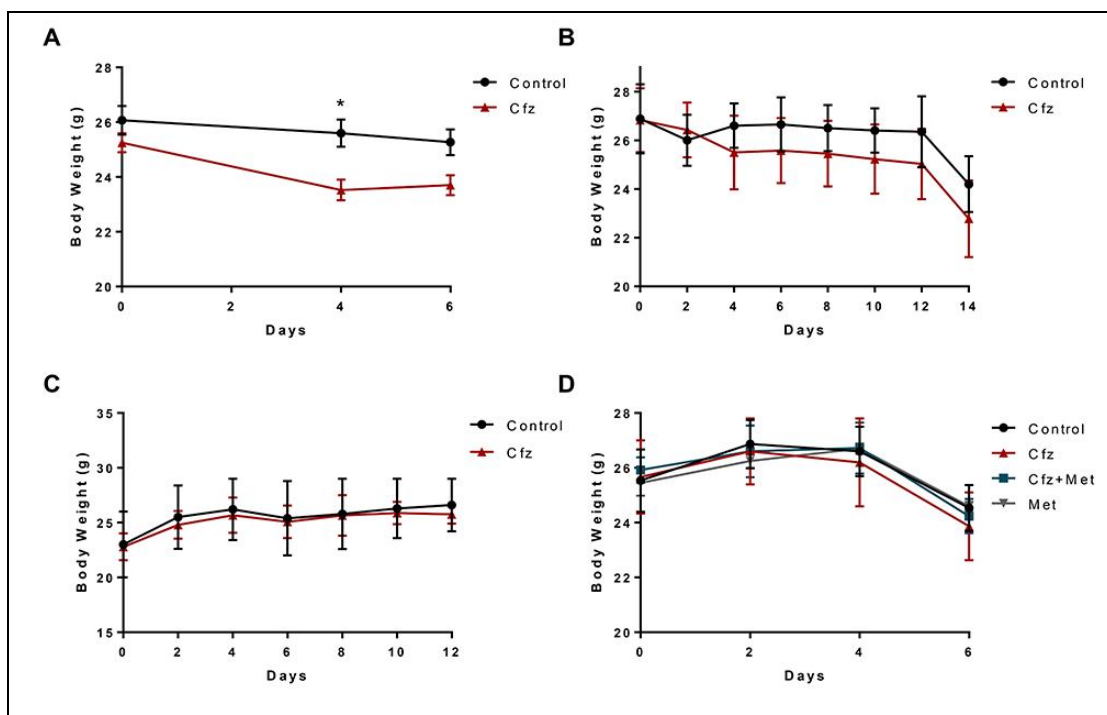 A
Body Weight (g)
28
26
24
22
20
0 2 4 6
Days
*
Control
Cfz
B
Body Weight (g)
28
26
24
22
20
0 2 4 6 8 10 12 14
Days
Control
Cfz
C
Body Weight (g)
35
30
25
20
15
0 2 4 6 8 10 12
Days
Control
Cfz
D
Body Weight (g)
28
26
24
22
20
0 2 4 6
Days
Control
Cfz
Cfz+Met
Met